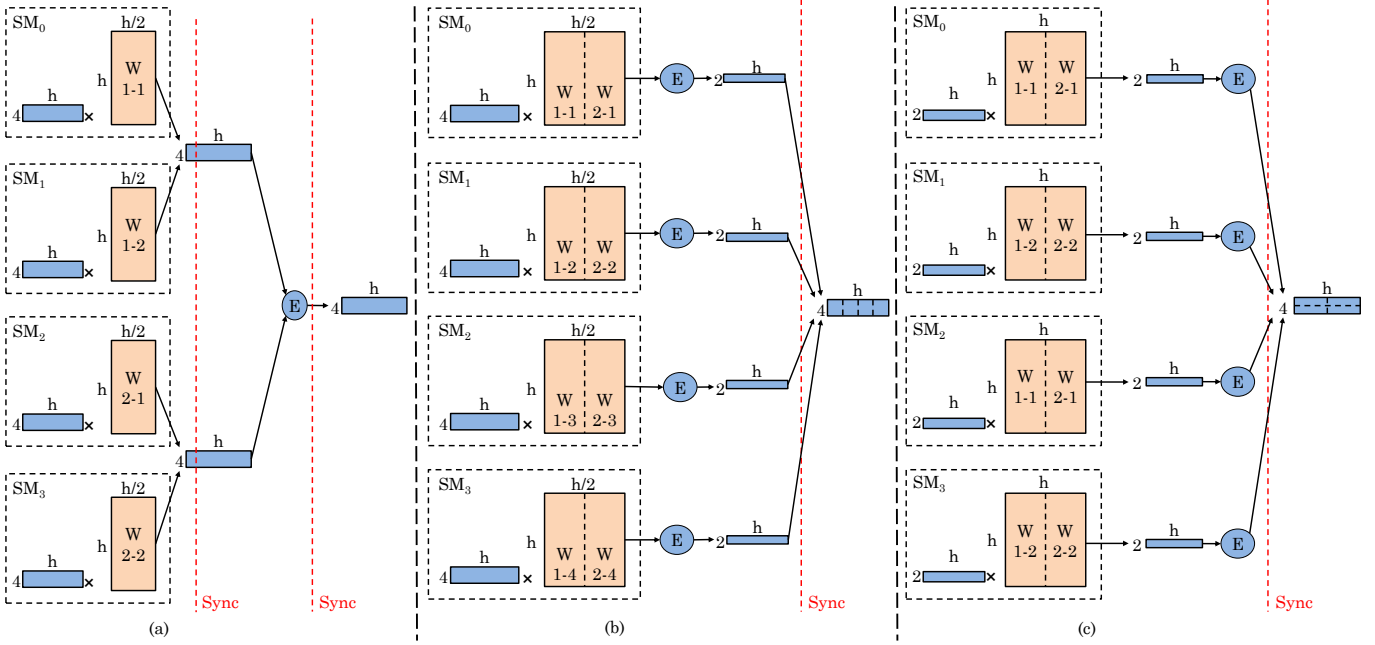 SM0
h/2
h
h
4
×
W
1-1
SM1
h/2
h
h
4
×
W
1-2
h
4
SM2
h/2
h
h
4
×
W
2-1
SM3
h/2
h
h
4
×
W
2-2
h
4
E
h
4
Sync
Sync
(a)
SM0
h/2
h
h
4
×
W W
1-1 2-1
E
h
2
SM1
h/2
h
h
4
×
W W
1-2 2-2
E
h
2
SM2
h/2
h
h
4
×
W W
1-3 2-3
E
h
2
SM3
h/2
h
h
4
×
W W
1-4 2-4
E
h
2
h
4
Sync
(b)
SM0
h
h
h
2
×
W W
1-1 2-1
h
2
E
SM1
h
h
h
2
×
W W
1-2 2-2
h
2
E
SM2
h
h
h
2
×
W W
1-1 2-1
h
2
E
SM3
h
h
h
2
×
W W
1-2 2-2
h
2
E
h
4
Sync
(c)